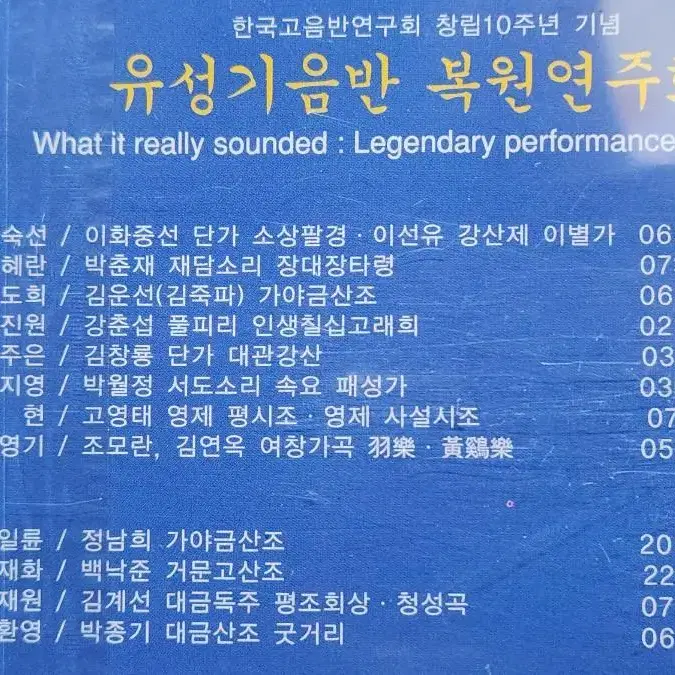 한국고음반연구회 창립10주년 기념
유성기음반 복원연주회
What it really sounded : Legendary performance
숙선 / 이화중선 단가 소상팔경 · 이선유 강산제 이별가 06
혜란 / 박춘재 재담소리 장대장타령 07
도희 / 김운선(김죽파) 가야금산조 06
진원 / 강춘섭 풀피리 인생칠십고래희 02
주은 / 김창룡 단가 대관강산 03
지영 / 박월정 서도소리 속요 패성가 03
현 / 고영태 영제 평시조 · 영제 사설시조 07
영기 / 조모란, 김연옥 여창가곡 羽樂 · 黃鷄樂 05
일륜 / 정남희 가야금산조 20
재화 / 백낙준 거문고산조 22
재원 / 김계선 대금독주 평조회상 · 청성곡 07
환영 / 박종기 대금산조 굿거리 06